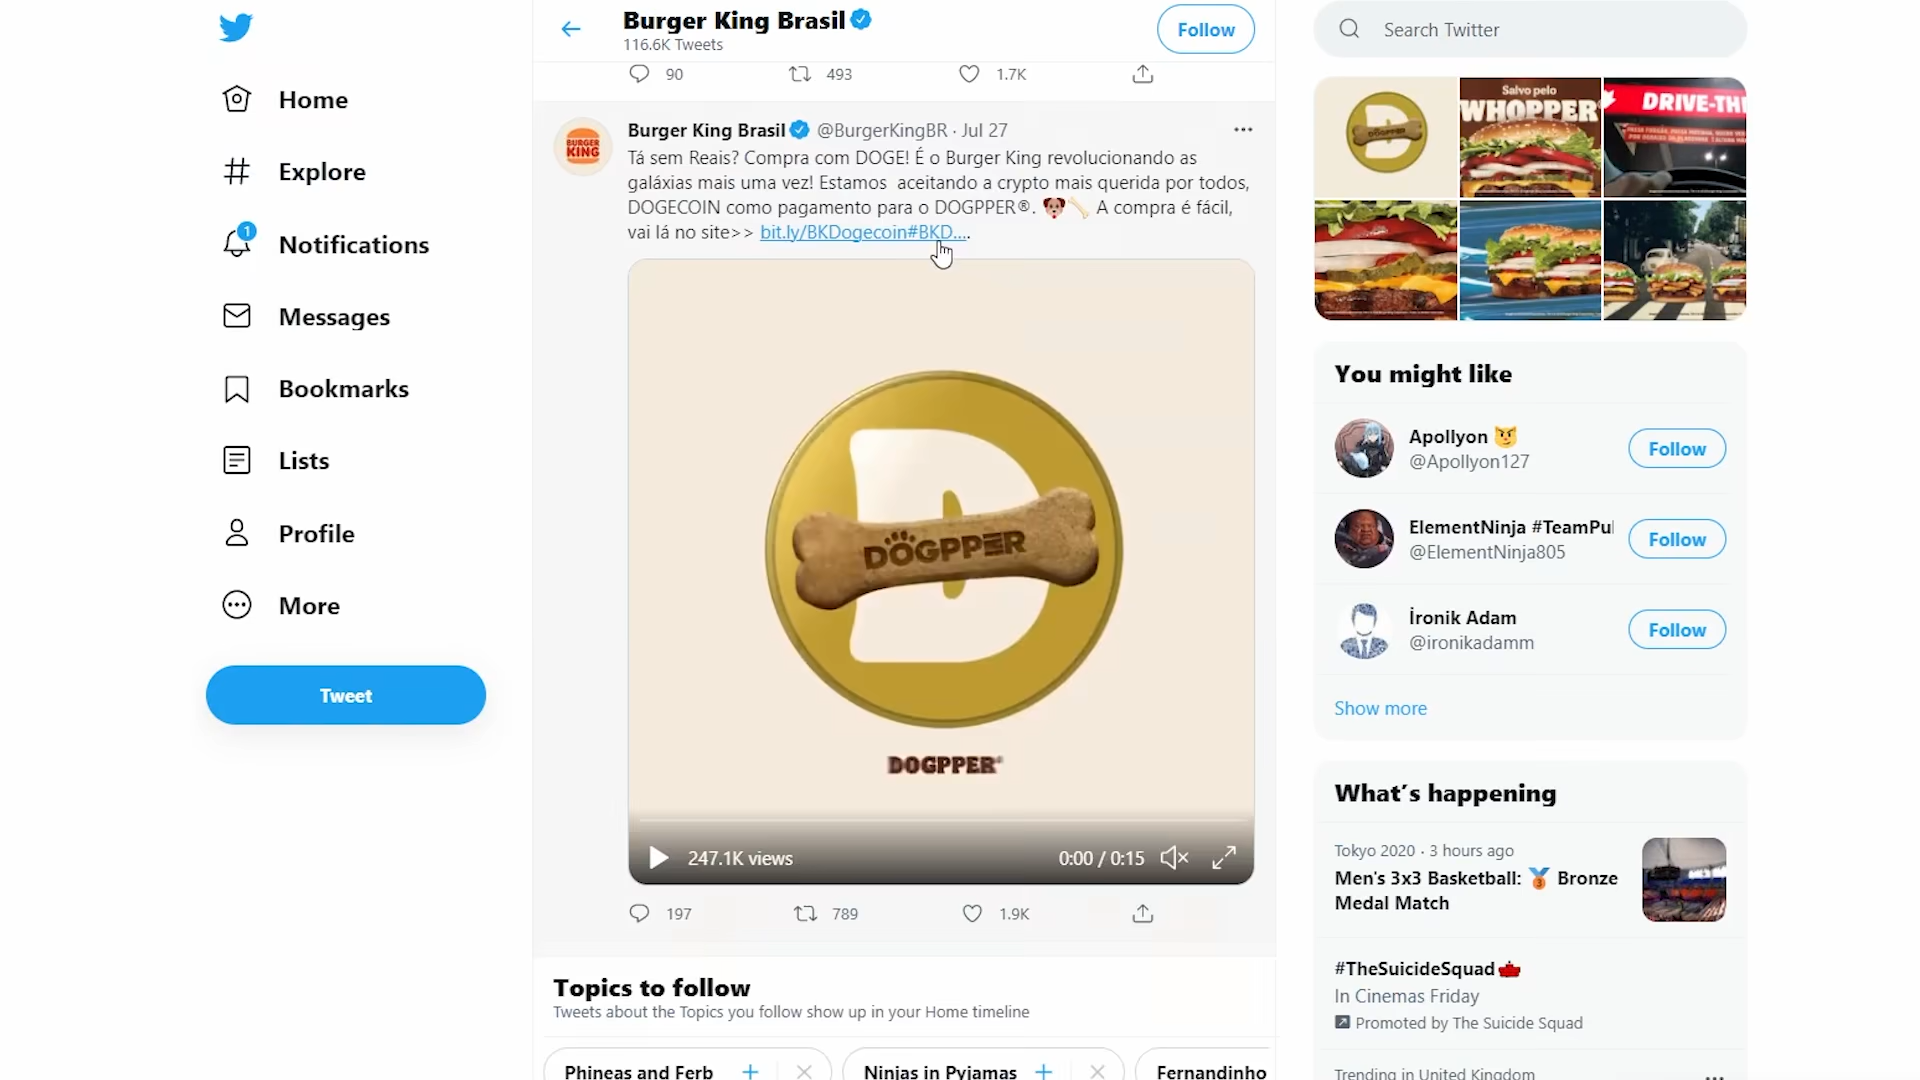 Burger King Brasil
116.6K Tweets
Follow
Search Twitter
Home
Explore
1
Notifications
Messages
Bookmarks
Lists
Profile
More
Tweet
90
493
1.7K
BURGER
KING
Burger King Brasil @BurgerKingBR · Jul 27
Tá sem Reais? Compra com DOGE! É o Burger King revolucionando as
galáxias mais uma vez! Estamos aceitando a crypto mais querida por todos,
DOGECOIN como pagamento para o DOGPPER®. A compra é fácil,
vai lá no site>> bit.ly/BKDogecoin#BKD....
DOGPPER
DOGPPER®
247.1K views
0:00 / 0:15
197
789
1.9K
Topics to follow
Tweets about the Topics you follow show up in your Home timeline
Phineas and Ferb
Ninjas in Pyjamas
Fernandinho
DOGPPER
Salvo pelo
WHOPPER®
DRIVE-TH
You might like
Apollyon
@Apollyon127
Follow
ElementNinja #TeamPul
@ElementNinja805
Follow
İronik Adam
@ironikadamm
Follow
Show more
What's happening
Tokyo 2020 · 3 hours ago
Men's 3x3 Basketball: Bronze
Medal Match
#TheSuicideSquad
In Cinemas Friday
Promoted by The Suicide Squad
Trending in United Kingdom